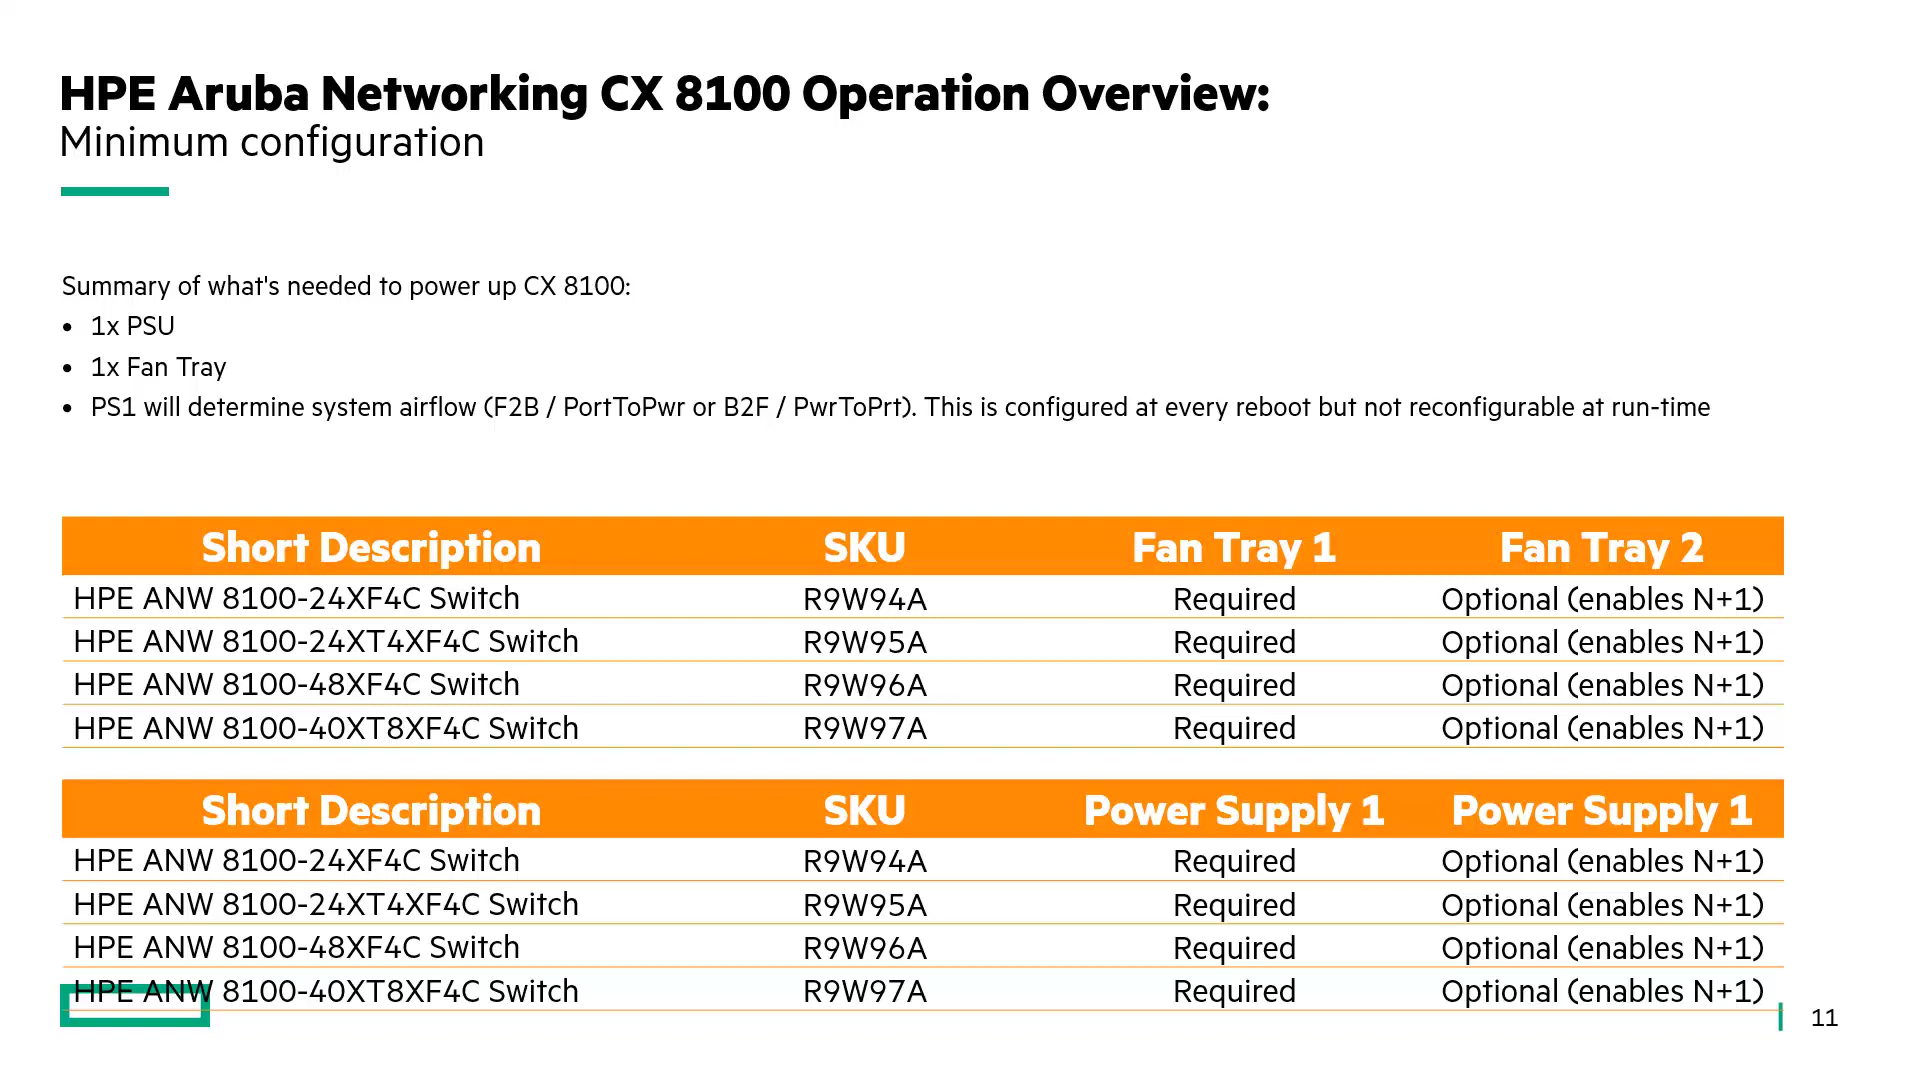 HPE Aruba Networking CX 8100 Operation Overview:
Minimum configuration
Summary of what's needed to power up CX 8100:
• 1x PSU
• 1x Fan Tray
• PS1 will determine system airflow (F2B / PortToPwr or B2F / PwrToPrt). This is configured at every reboot but not reconfigurable at run-time
Short Description SKU Fan Tray 1 Fan Tray 2
HPE ANW 8100-24XF4C Switch R9W94A Required Optional (enables N+1)
HPE ANW 8100-24XT4XF4C Switch R9W95A Required Optional (enables N+1)
HPE ANW 8100-48XF4C Switch R9W96A Required Optional (enables N+1)
HPE ANW 8100-40XT8XF4C Switch R9W97A Required Optional (enables N+1)
Short Description SKU Power Supply 1 Power Supply 1
HPE ANW 8100-24XF4C Switch R9W94A Required Optional (enables N+1)
HPE ANW 8100-24XT4XF4C Switch R9W95A Required Optional (enables N+1)
HPE ANW 8100-48XF4C Switch R9W96A Required Optional (enables N+1)
HPE ANW 8100-40XT8XF4C Switch R9W97A Required Optional (enables N+1)
11